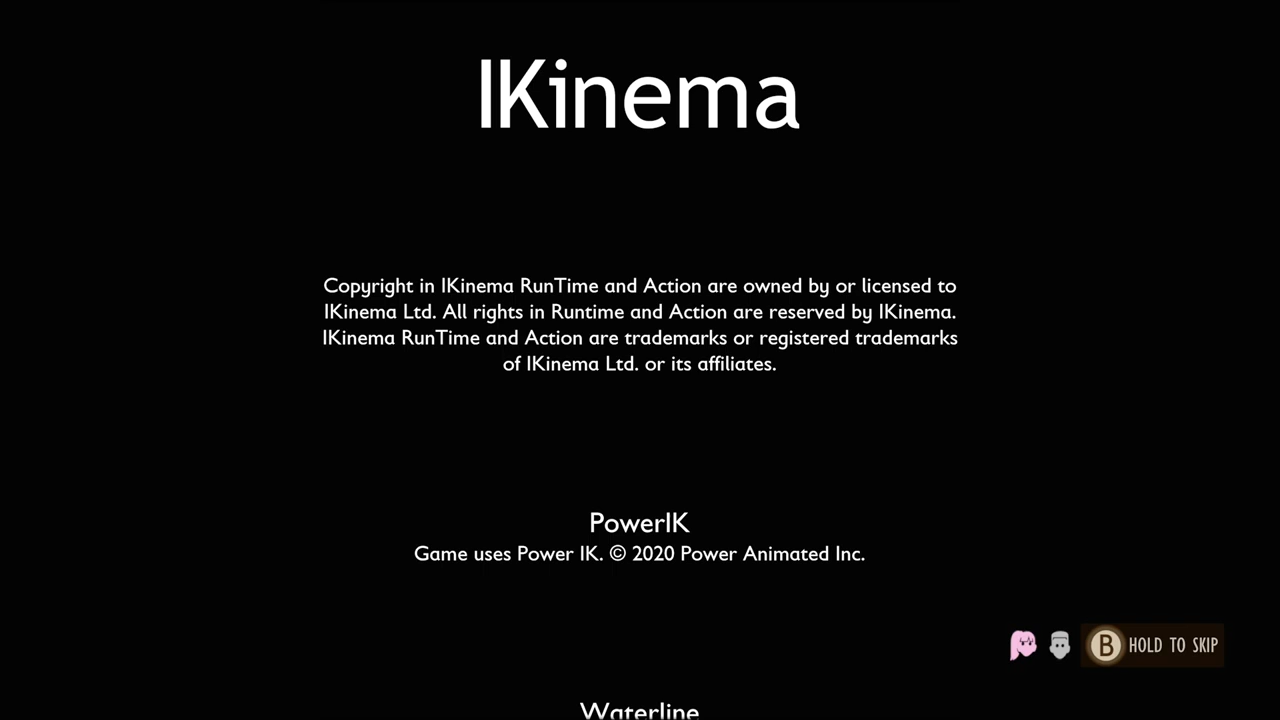 IKinema
Copyright in IKinema RunTime and Action are owned by or licensed to
IKinema Ltd. All rights in Runtime and Action are reserved by IKinema.
IKinema RunTime and Action are trademarks or registered trademarks
of IKinema Ltd. or its affiliates.
PowerIK
Game uses Power IK. © 2020 Power Animated Inc.
B HOLD TO SKIP
Waterline